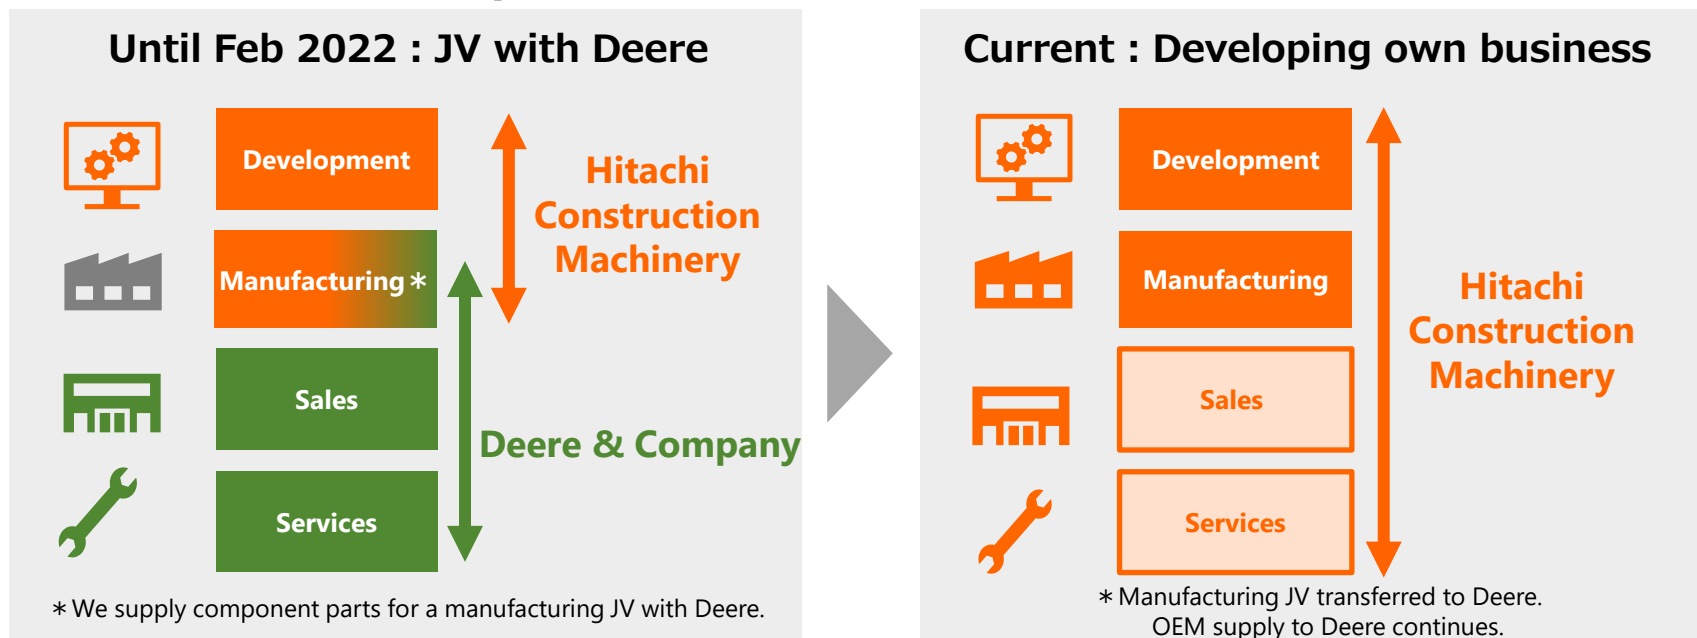 Until Feb 2022 : JV with Deere
Development
Manufacturing＊
Sales
Services
Hitachi
Construction
Machinery
Deere & Company
＊We supply component parts for a manufacturing JV with Deere.
Current : Developing own business
Development
Manufacturing
Sales
Services
Hitachi
Construction
Machinery
＊Manufacturing JV transferred to Deere.
OEM supply to Deere continues.